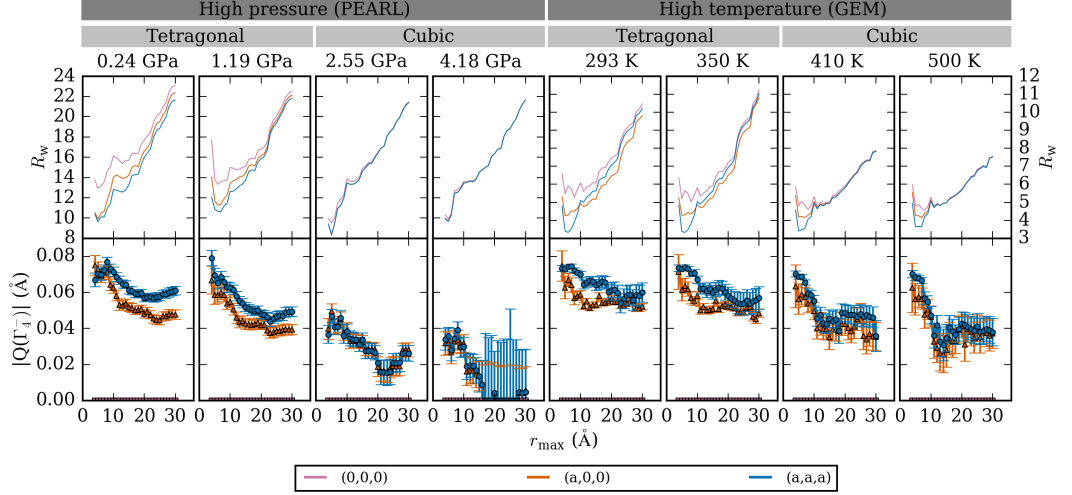 High pressure (PEARL) High temperature (GEM)
Tetragonal Cubic Tetragonal Cubic
0.24 GPa 1.19 GPa 2.55 GPa 4.18 GPa 293 K 350 K 410 K 500 K
24 12
22 11
20 10
18 9
16 8
14 7
12 6
10 5
8 4
3
R_w R_w
0.08
0.06
0.04
0.02
0.00
|Q(Γ₄⁻)| (Å)
0 10 20 30 0 10 20 30 0 10 20 30 0 10 20 30 0 10 20 30 0 10 20 30 0 10 20 30 0 10 20 30
r_max (Å)
(0,0,0) (a,0,0) (a,a,a)